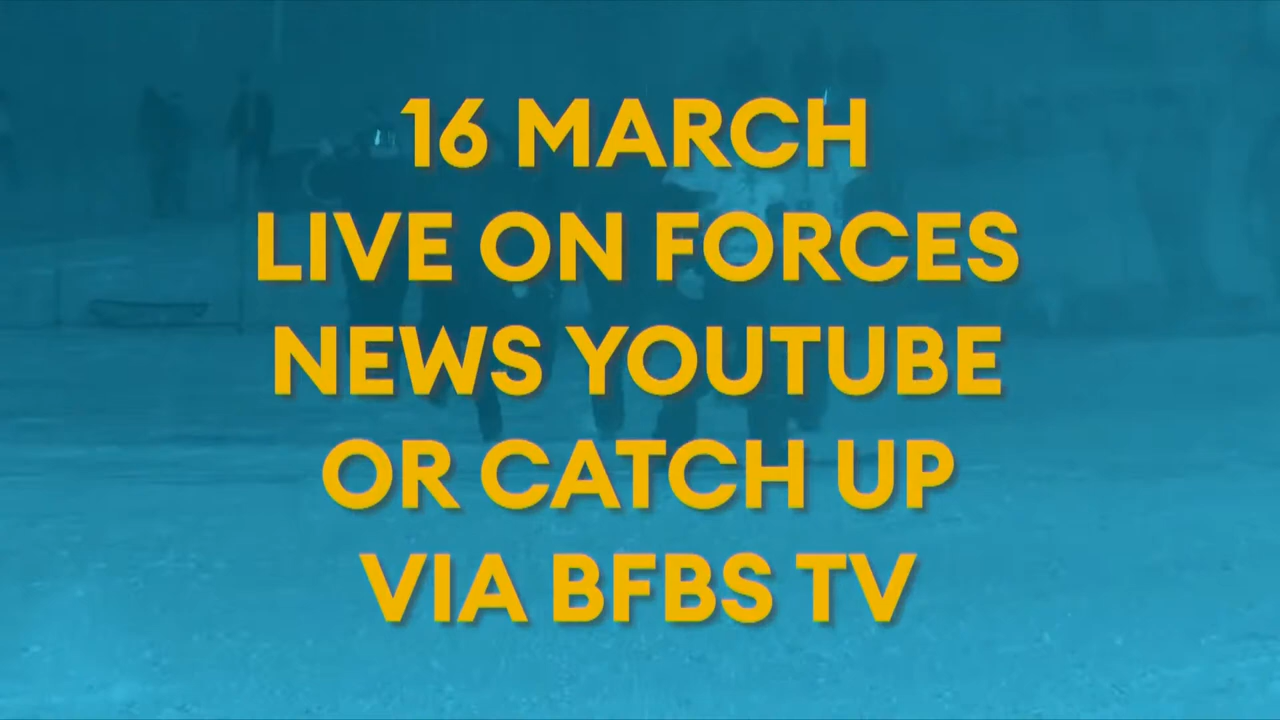 16 MARCH
LIVE ON FORCES
NEWS YOUTUBE
OR CATCH UP
VIA BFBS TV